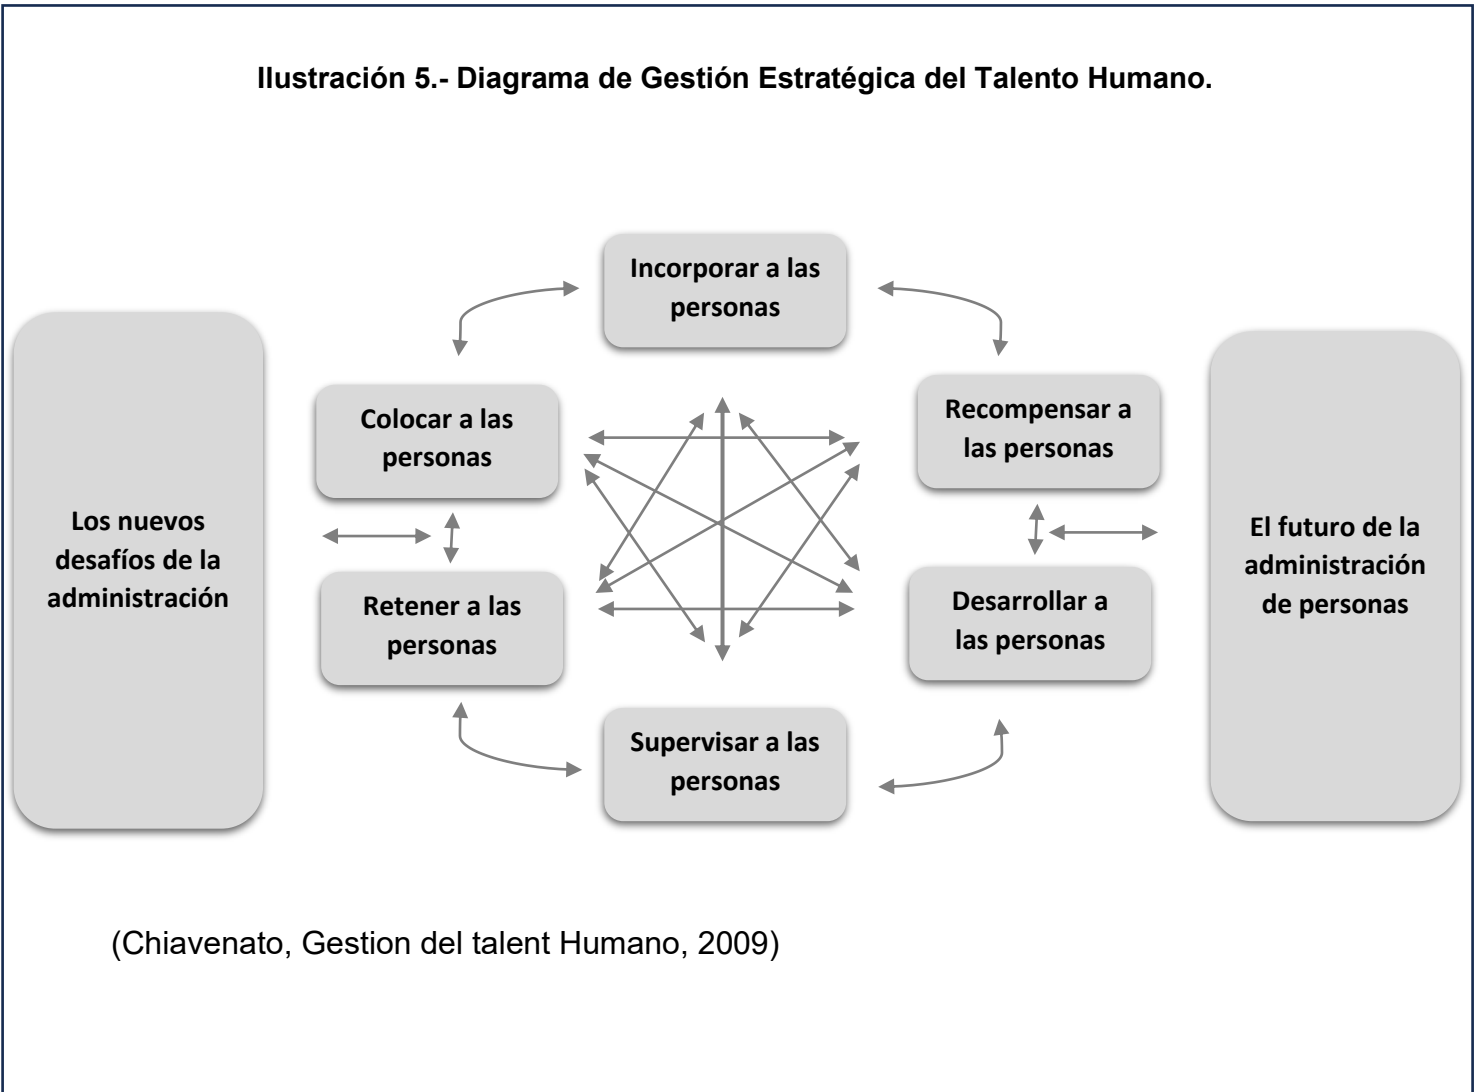 Ilustración 5.- Diagrama de Gestión Estratégica del Talento Humano.
Incorporar a las
personas
Colocar a las
personas
Recompensar a
las personas
Los nuevos
desafíos de la
administración
El futuro de la
administración
de personas
Retener a las
personas
Desarrollar a
las personas
Supervisar a las
personas
(Chiavenato, Gestion del talent Humano, 2009)